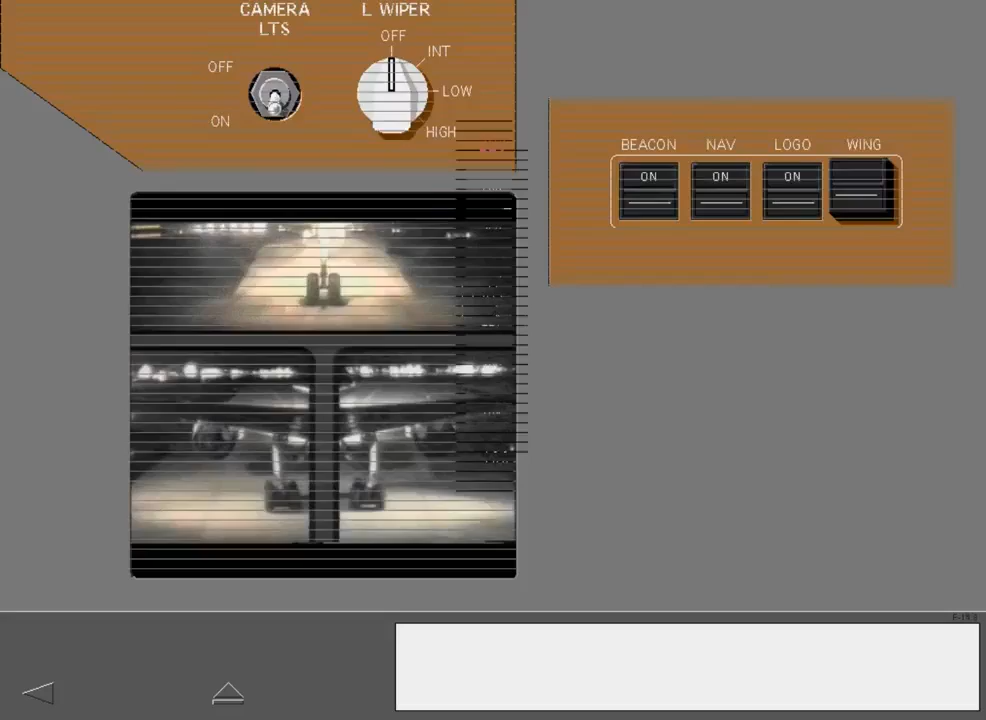 CAMERA
LTS
OFF
ON
L WIPER
OFF
INT
LOW
HIGH
BEACON NAV LOGO WING
ON ON ON